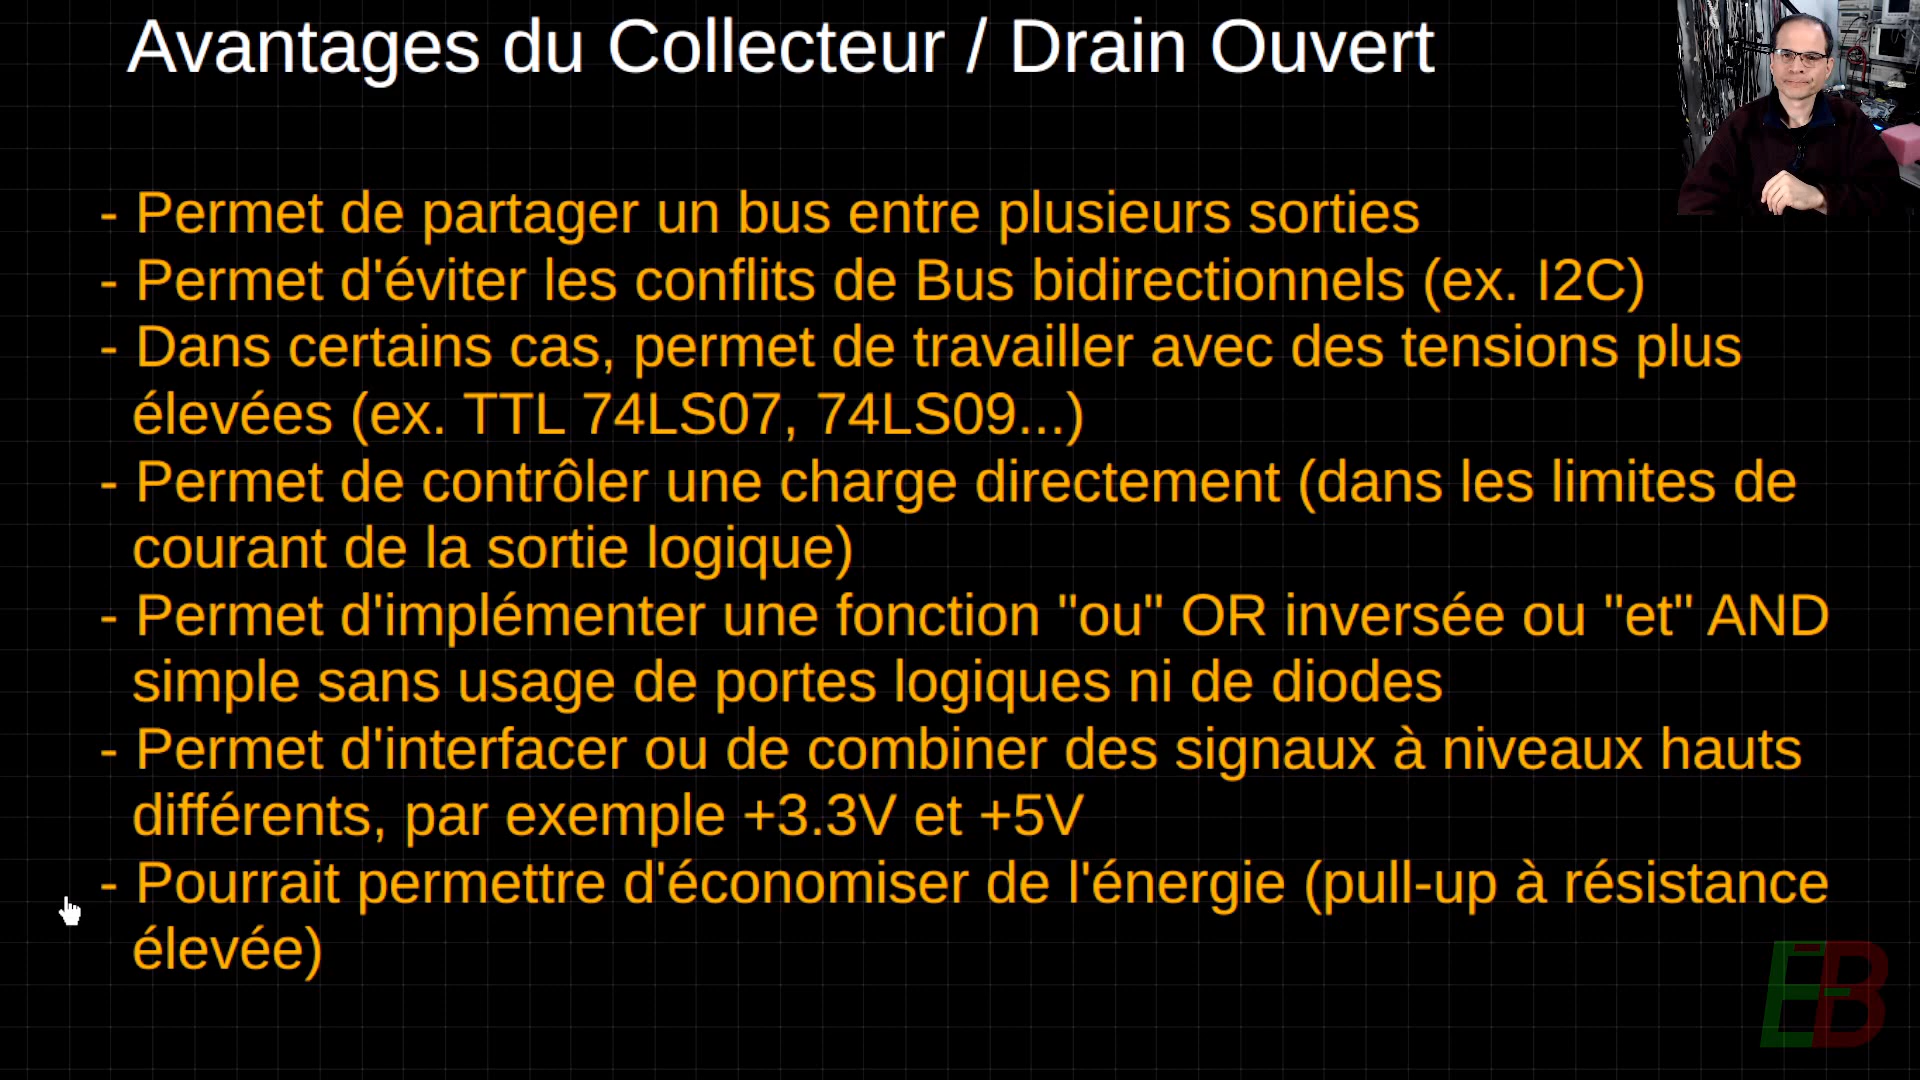 Avantages du Collecteur / Drain Ouvert
- Permet de partager un bus entre plusieurs sorties
- Permet d'éviter les conflits de Bus bidirectionnels (ex. I2C)
- Dans certains cas, permet de travailler avec des tensions plus
élevées (ex. TTL 74LS07, 74LS09...)
- Permet de contrôler une charge directement (dans les limites de
courant de la sortie logique)
- Permet d'implémenter une fonction "ou" OR inversée ou "et" AND
simple sans usage de portes logiques ni de diodes
- Permet d'interfacer ou de combiner des signaux à niveaux hauts
différents, par exemple +3.3V et +5V
- Pourrait permettre d'économiser de l'énergie (pull-up à résistance
élevée)
EB